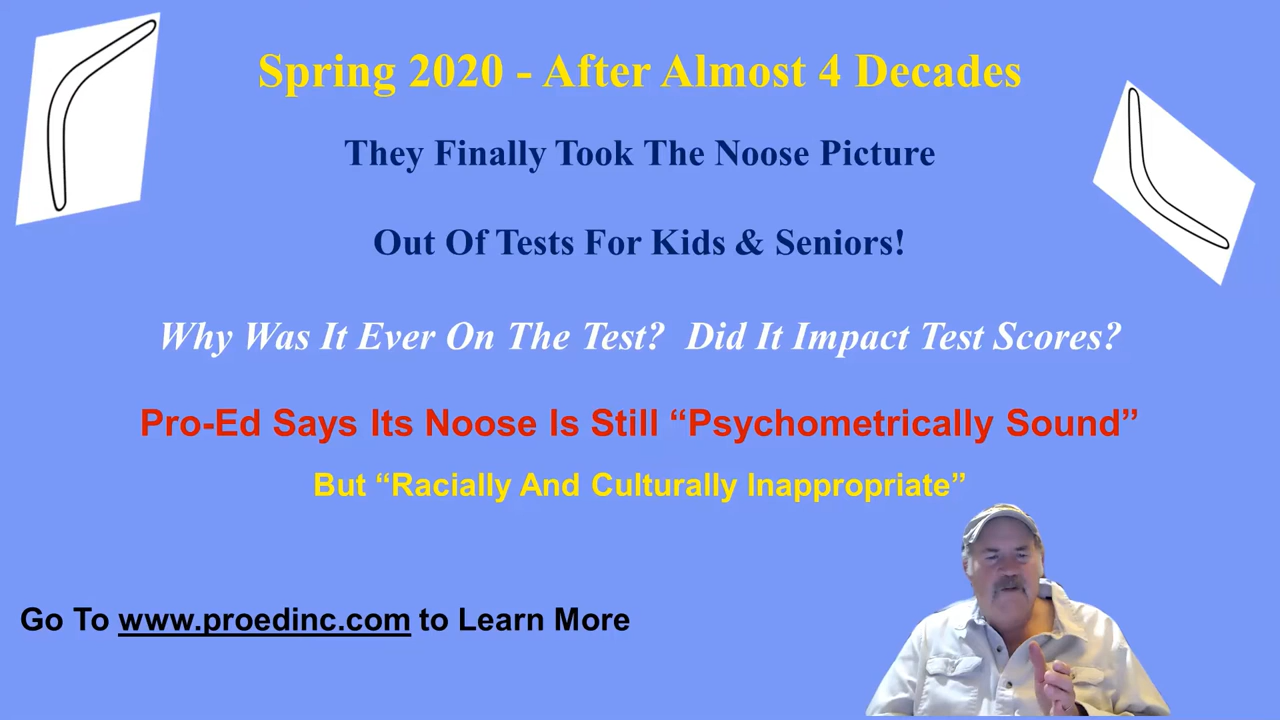 Spring 2020 - After Almost 4 Decades
They Finally Took The Noose Picture
Out Of Tests For Kids & Seniors!
Why Was It Ever On The Test?  Did It Impact Test Scores?
Pro-Ed Says Its Noose Is Still “Psychometrically Sound”
But “Racially And Culturally Inappropriate”
Go To www.proedinc.com to Learn More